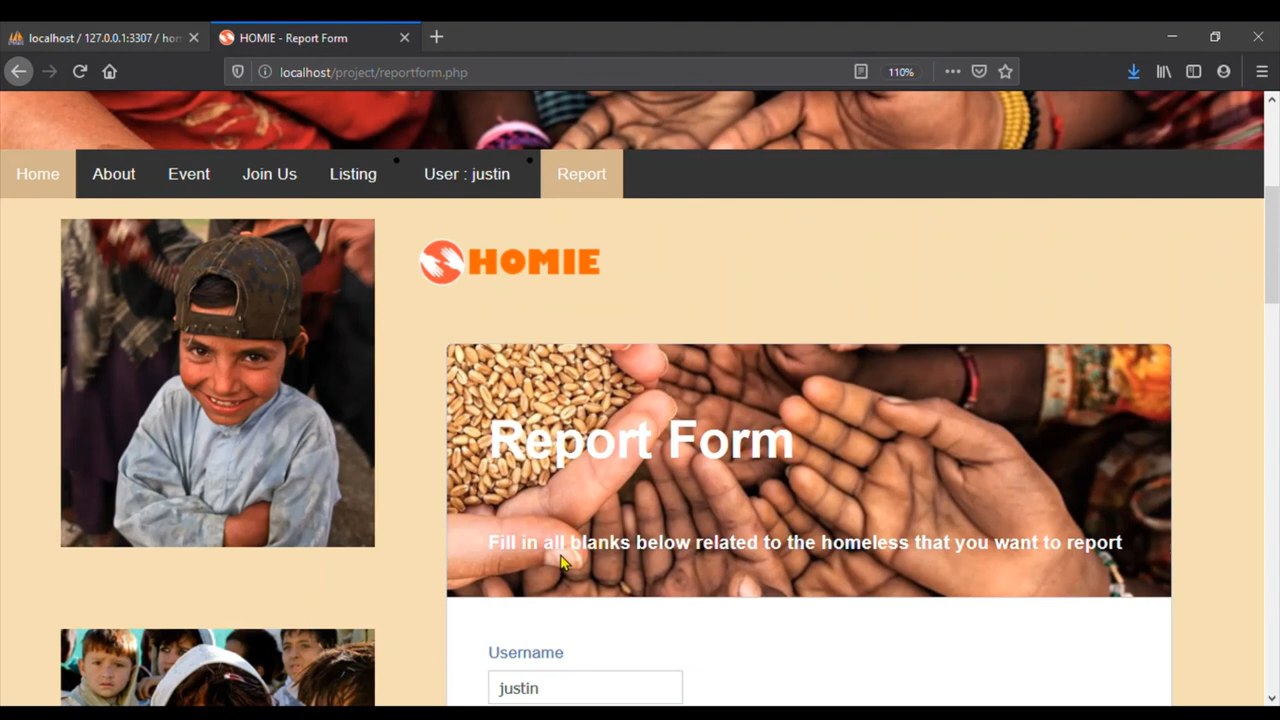 localhost / 127.0.0.1:3307 / hom
HOMIE - Report Form
localhost/project/reportform.php
110%
Home About Event Join Us Listing User : justin Report
HOMIE
Report Form
Fill in all blanks below related to the homeless that you want to report
Username
justin